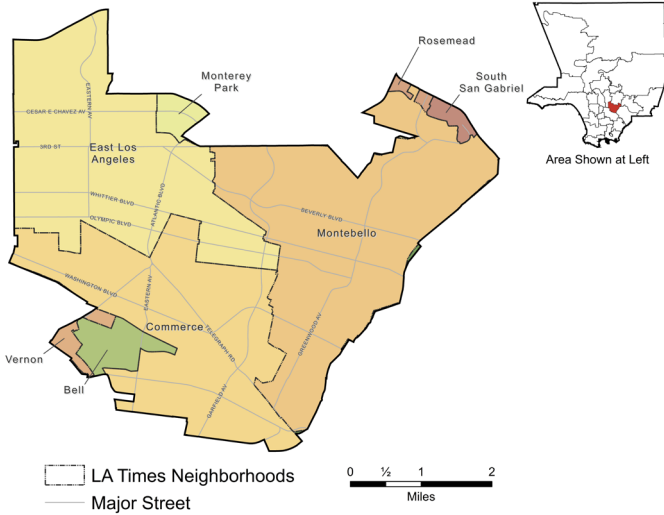 Rosemead
South
San Gabriel
Monterey
Park
EASTERN AV
CESAR E CHAVEZ AV
3RD ST
East Los
Angeles
WHITTIER BLVD
ATLANTIC BLVD
OLYMPIC BLVD
BEVERLY BLVD
Montebello
WASHINGTON BLVD
EASTERN AV
Commerce
TELEGRAPH RD
GREENWOOD AV
Vernon
Bell
GARFIELD AV
Area Shown at Left
LA Times Neighborhoods
Major Street
0 ½ 1 2
Miles